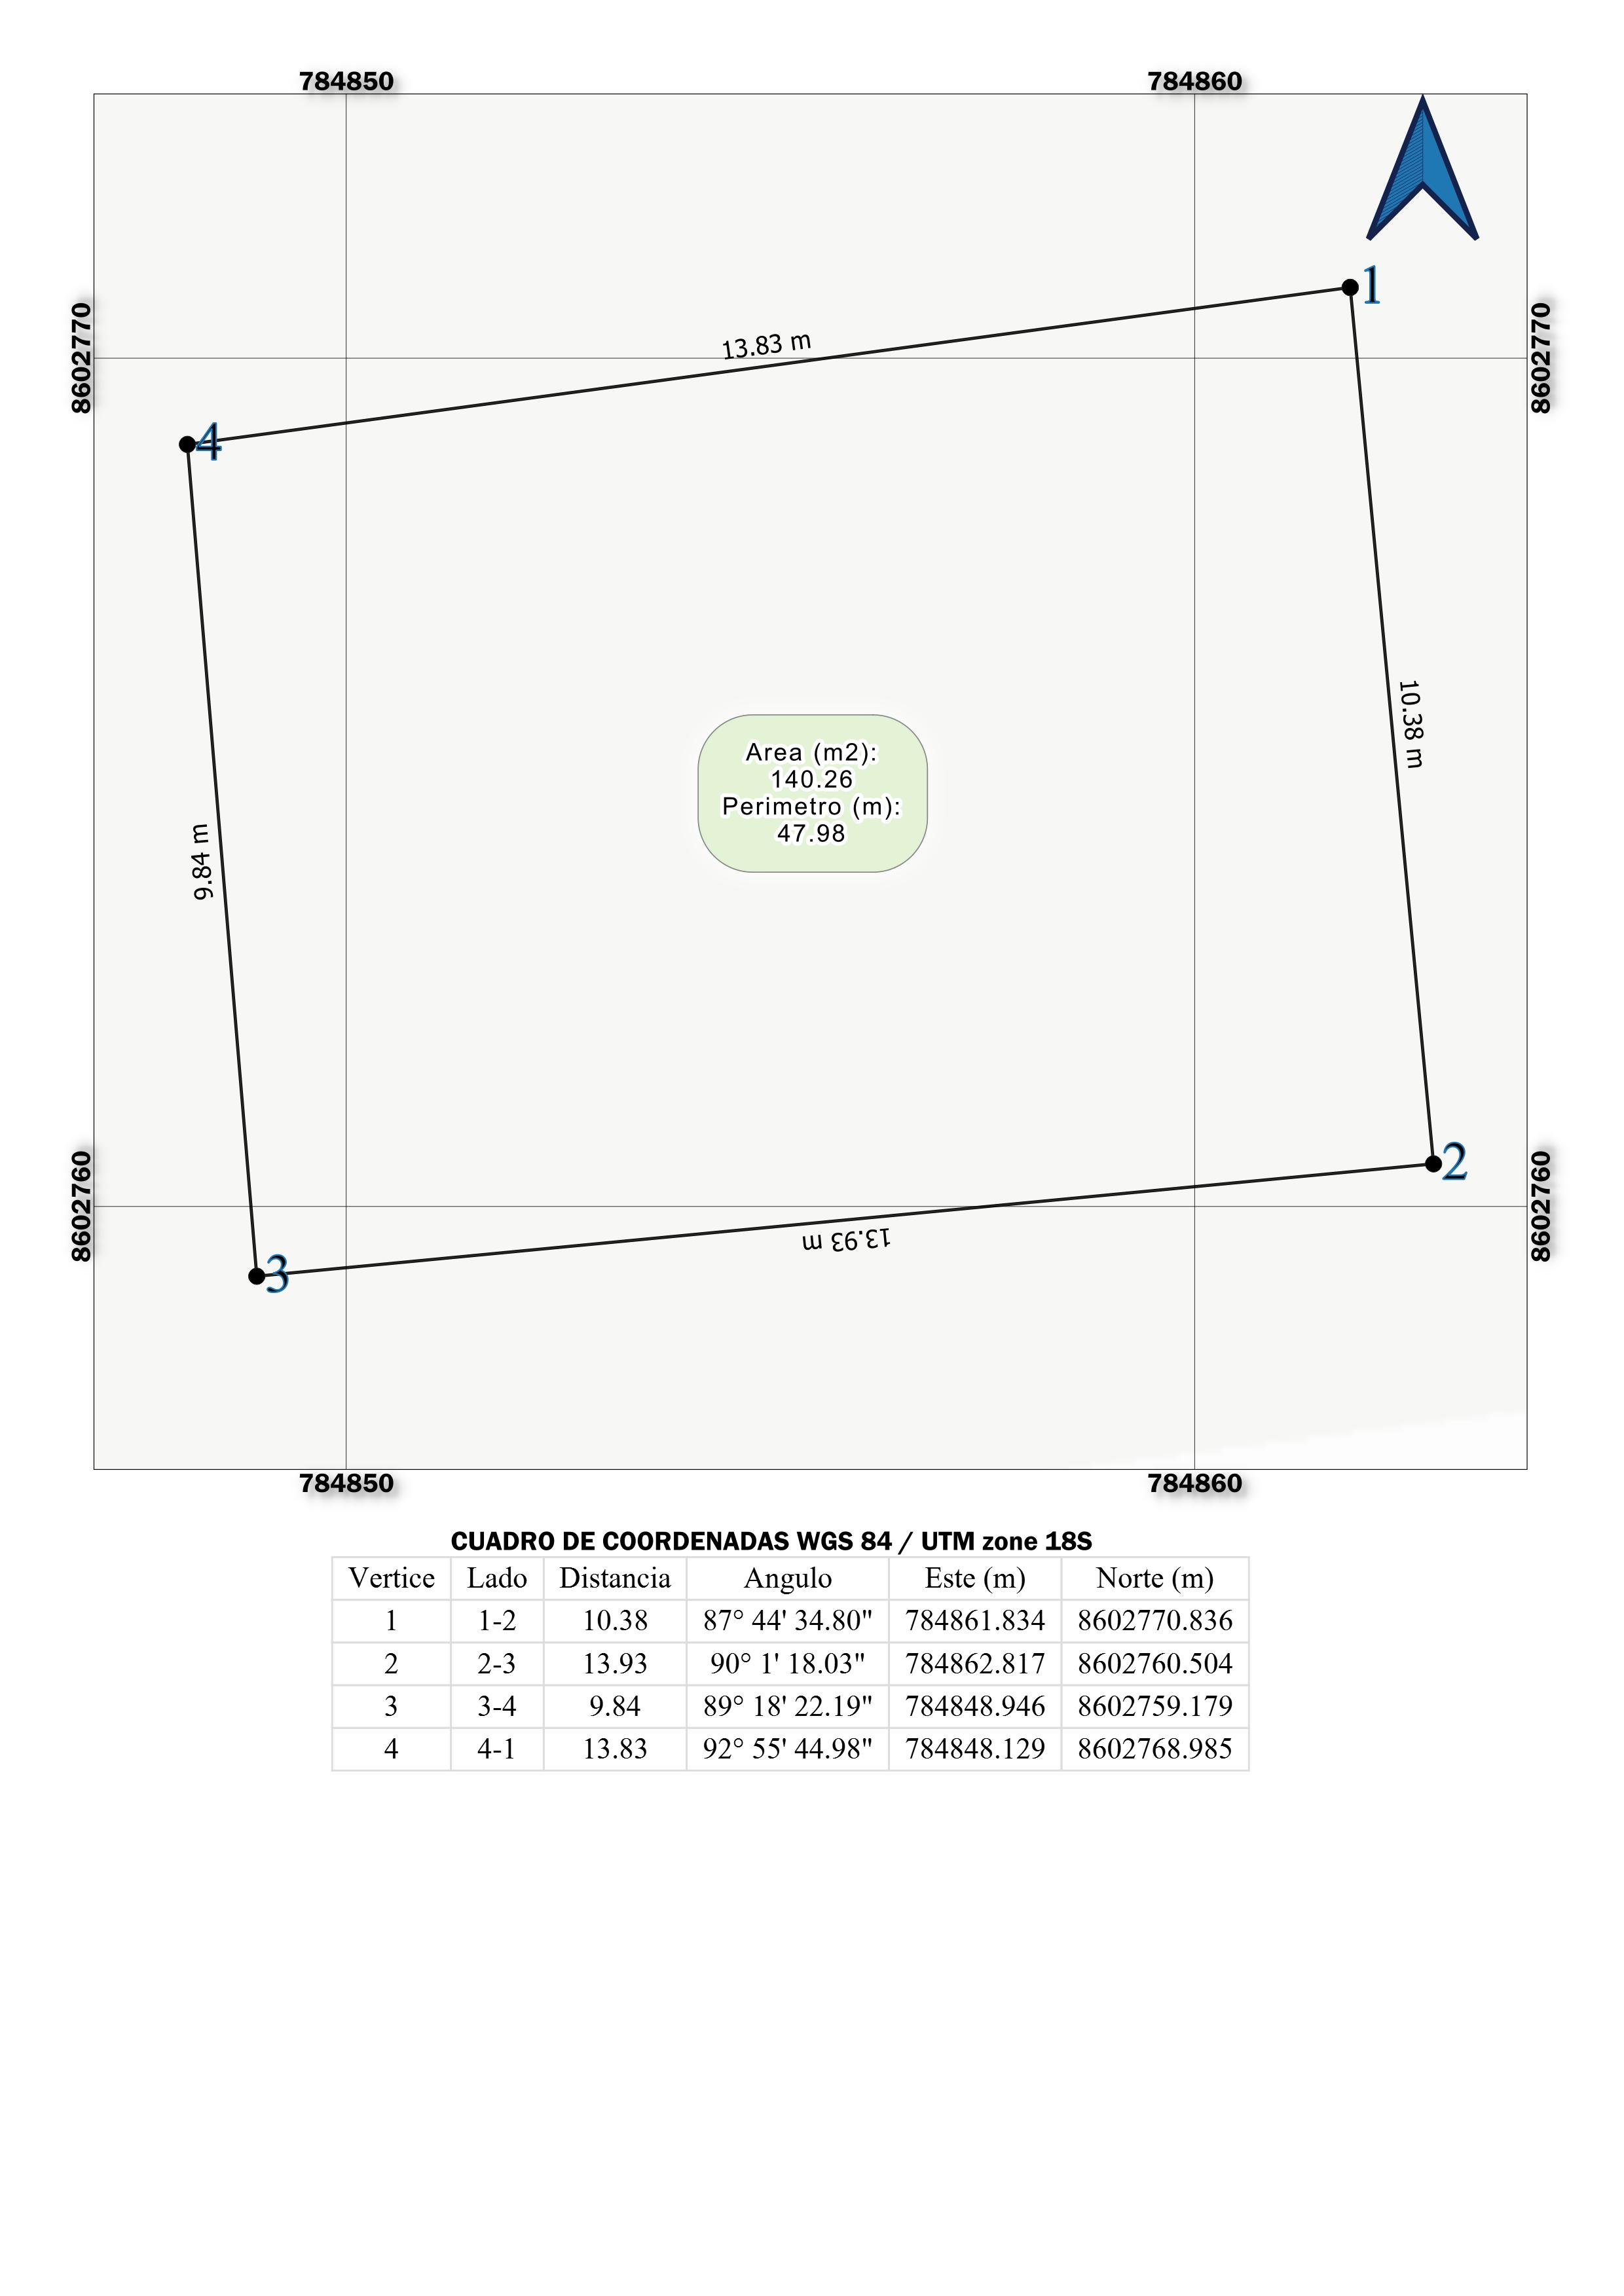 784850 784860
1
13.83 m
8602770 8602770
4
10.38 m
Area (m2):
140.26
Perimetro (m):
47.98
9.84 m
2
8602760 8602760
13.93 m
3
784850 784860
CUADRO DE COORDENADAS WGS 84 / UTM zone 18S
Vertice Lado Distancia Angulo Este (m) Norte (m)
1 1-2 10.38 87° 44' 34.80" 784861.834 8602770.836
2 2-3 13.93 90° 1' 18.03" 784862.817 8602760.504
3 3-4 9.84 89° 18' 22.19" 784848.946 8602759.179
4 4-1 13.83 92° 55' 44.98" 784848.129 8602768.985